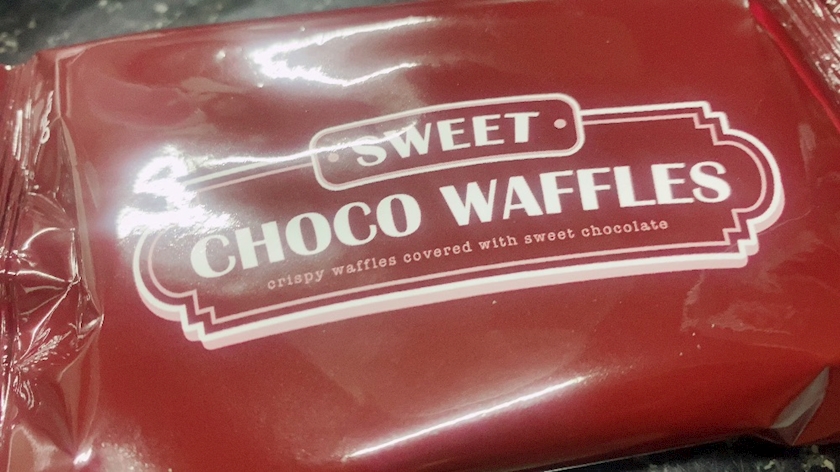 SWEET
CHOCO WAFFLES
crispy waffles covered with sweet chocolate